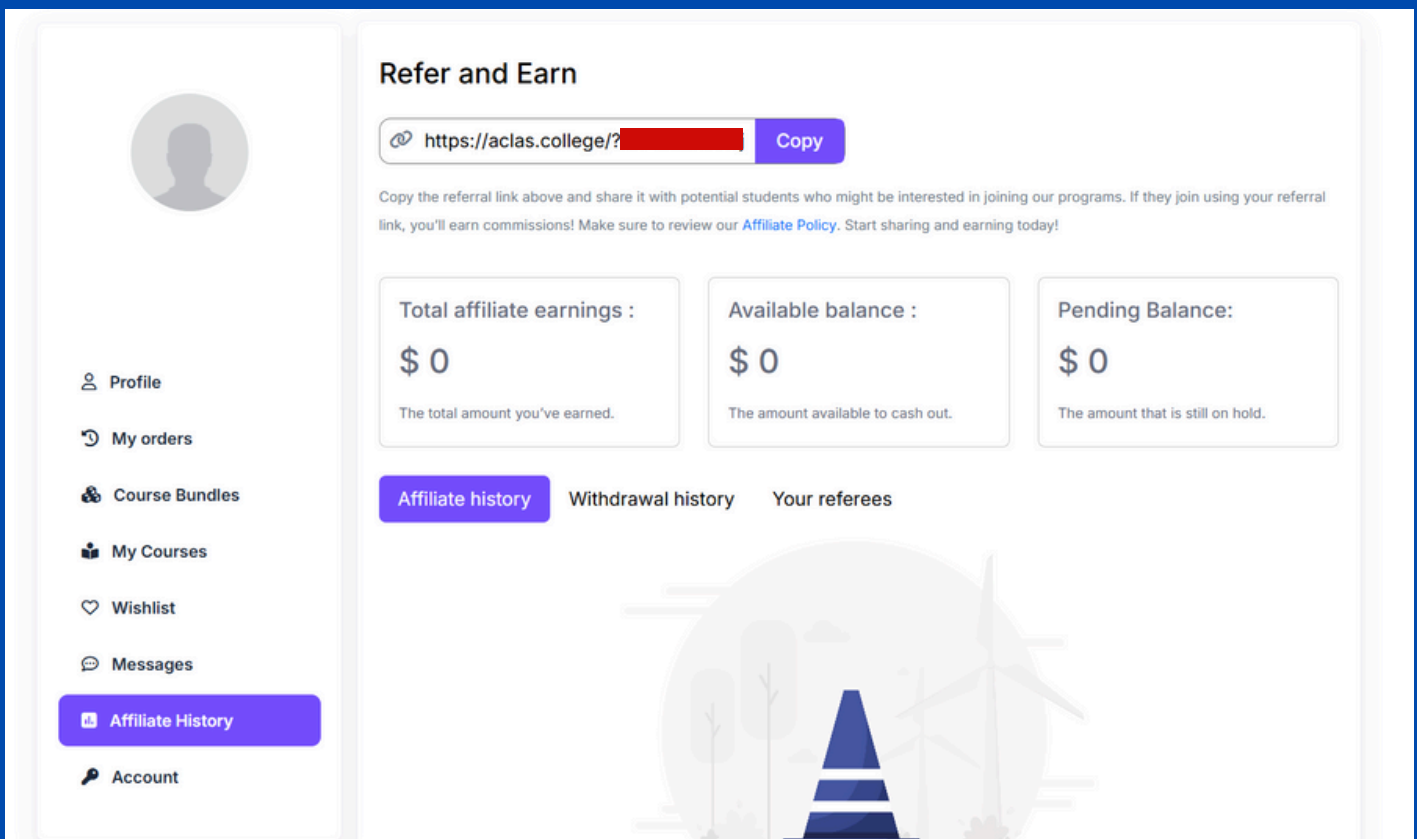 Refer and Earn
https://aclas.college/?
Copy
Copy the referral link above and share it with potential students who might be interested in joining our programs. If they join using your referral
link, you'll earn commissions! Make sure to review our Affiliate Policy. Start sharing and earning today!
Total affiliate earnings :
$ 0
The total amount you've earned.
Available balance :
$ 0
The amount available to cash out.
Pending Balance:
$ 0
The amount that is still on hold.
Affiliate history
Withdrawal history
Your referees
Profile
My orders
Course Bundles
My Courses
Wishlist
Messages
Affiliate History
Account